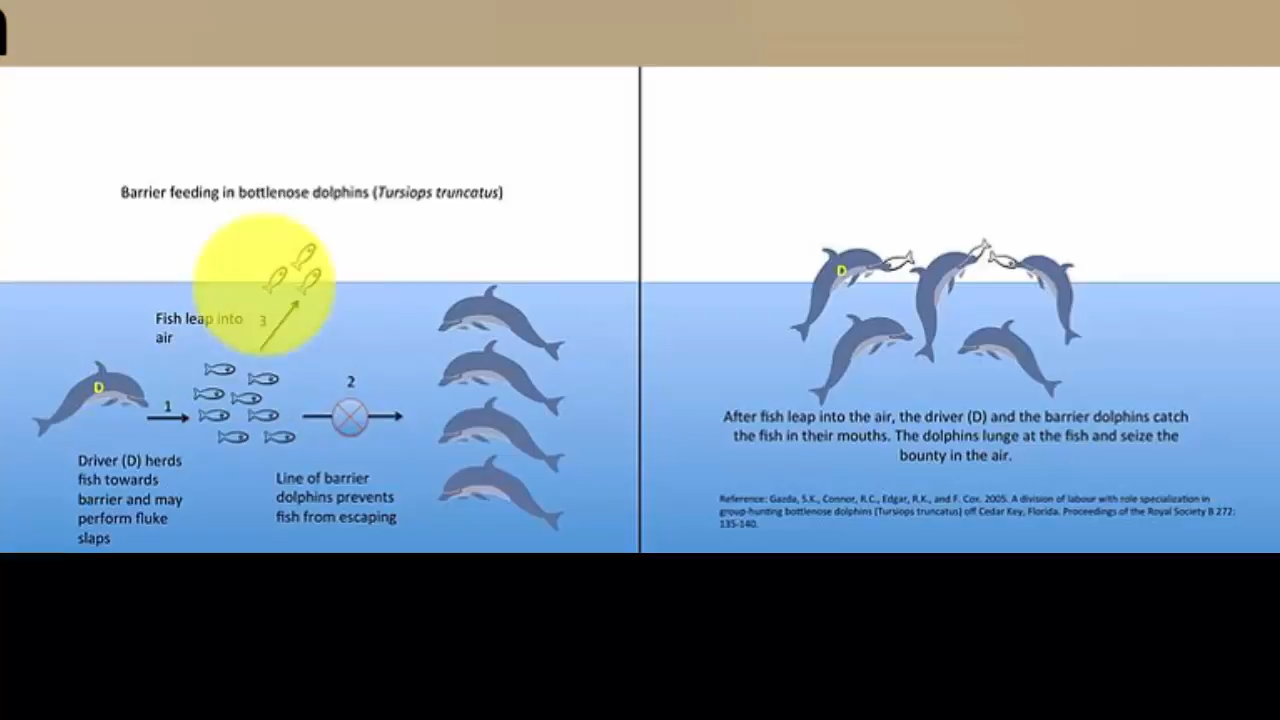 Barrier feeding in bottlenose dolphins (Tursiops truncatus)
Fish leap into
air
3
2
D
1
Driver (D) herds
fish towards
barrier and may
perform fluke
slaps
Line of barrier
dolphins prevents
fish from escaping
D
After fish leap into the air, the driver (D) and the barrier dolphins catch
the fish in their mouths. The dolphins lunge at the fish and seize the
bounty in the air.
Reference: Gazda, S.K., Connor, R.C., Edgar, R.K., and F. Cox. 2005. A division of labour with role specialization in
group-hunting bottlenose dolphins (Tursiops truncatus) off Cedar Key, Florida. Proceedings of the Royal Society B 272:
135-140.